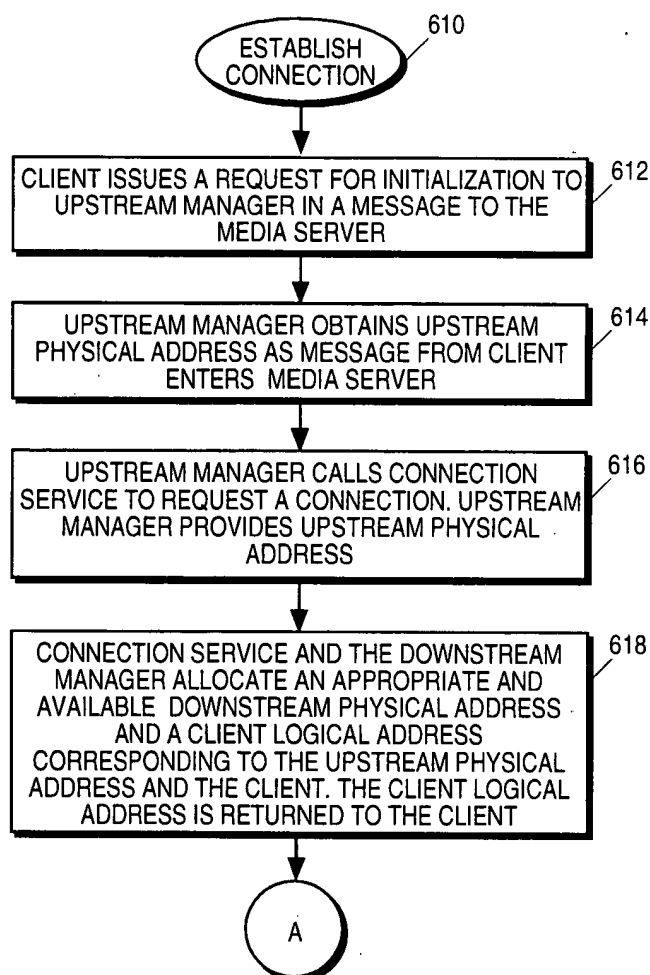 ESTABLISH
CONNECTION
610
CLIENT ISSUES A REQUEST FOR INITIALIZATION TO
UPSTREAM MANAGER IN A MESSAGE TO THE
MEDIA SERVER
612
UPSTREAM MANAGER OBTAINS UPSTREAM
PHYSICAL ADDRESS AS MESSAGE FROM CLIENT
ENTERS MEDIA SERVER
614
UPSTREAM MANAGER CALLS CONNECTION
SERVICE TO REQUEST A CONNECTION. UPSTREAM
MANAGER PROVIDES UPSTREAM PHYSICAL
ADDRESS
616
CONNECTION SERVICE AND THE DOWNSTREAM
MANAGER ALLOCATE AN APPROPRIATE AND
AVAILABLE DOWNSTREAM PHYSICAL ADDRESS
AND A CLIENT LOGICAL ADDRESS
CORRESPONDING TO THE UPSTREAM PHYSICAL
ADDRESS AND THE CLIENT. THE CLIENT LOGICAL
ADDRESS IS RETURNED TO THE CLIENT
618
A